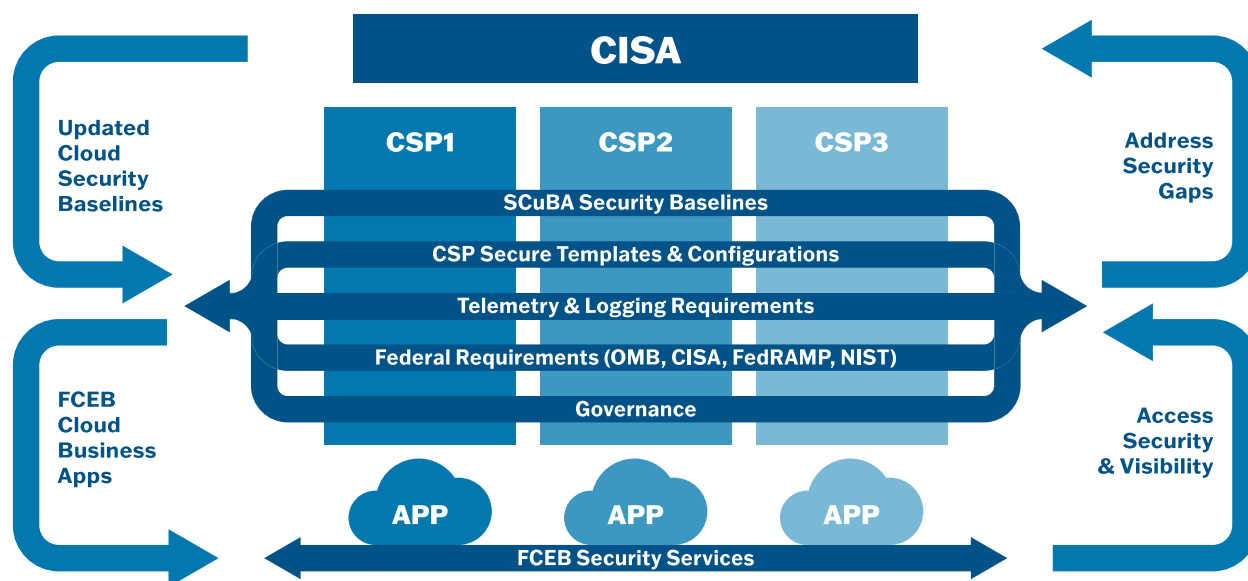 CISA
Updated
Cloud
Security
Baselines
CSP1
CSP2
CSP3
Address
Security
Gaps
SCuBA Security Baselines
CSP Secure Templates & Configurations
Telemetry & Logging Requirements
Federal Requirements (OMB, CISA, FedRAMP, NIST)
Governance
FCEB
Cloud
Business
Apps
Access
Security
& Visibility
APP
APP
APP
FCEB Security Services